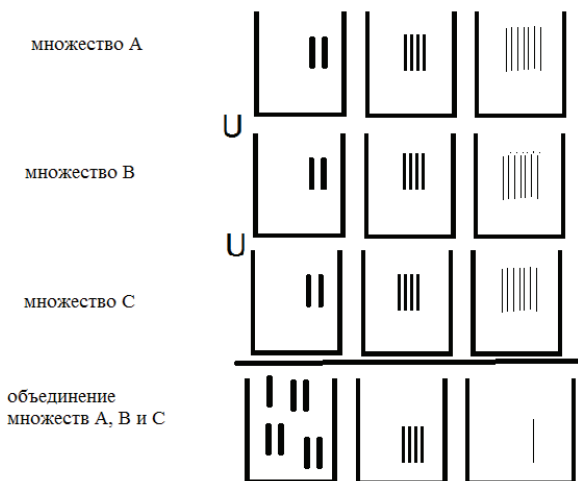 множество А
U
множество В
U
множество С
объединение
множеств А, В и С